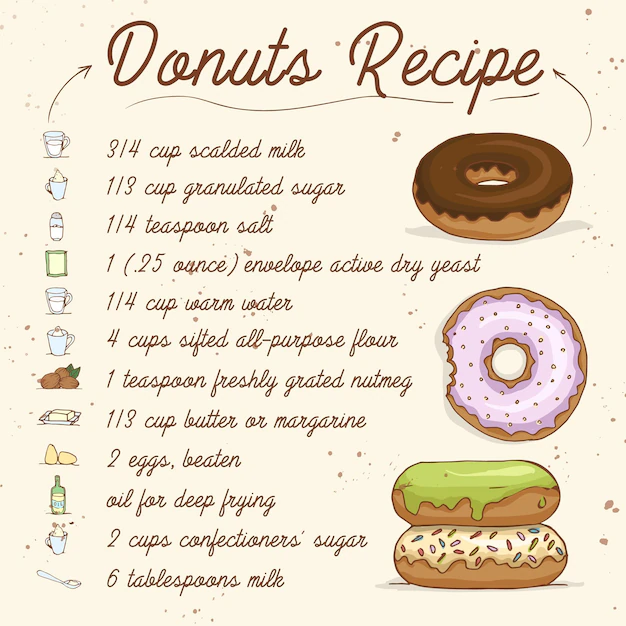 Donuts Recipe
3/4 cup scalded milk
1/3 cup granulated sugar
1/4 teaspoon salt
1 (.25 ounce) envelope active dry yeast
1/4 cup warm water
4 cups sifted all-purpose flour
1 teaspoon freshly grated nutmeg
1/3 cup butter or margarine
2 eggs, beaten
oil for deep frying
2 cups confectioners´ sugar
6 tablespoons milk